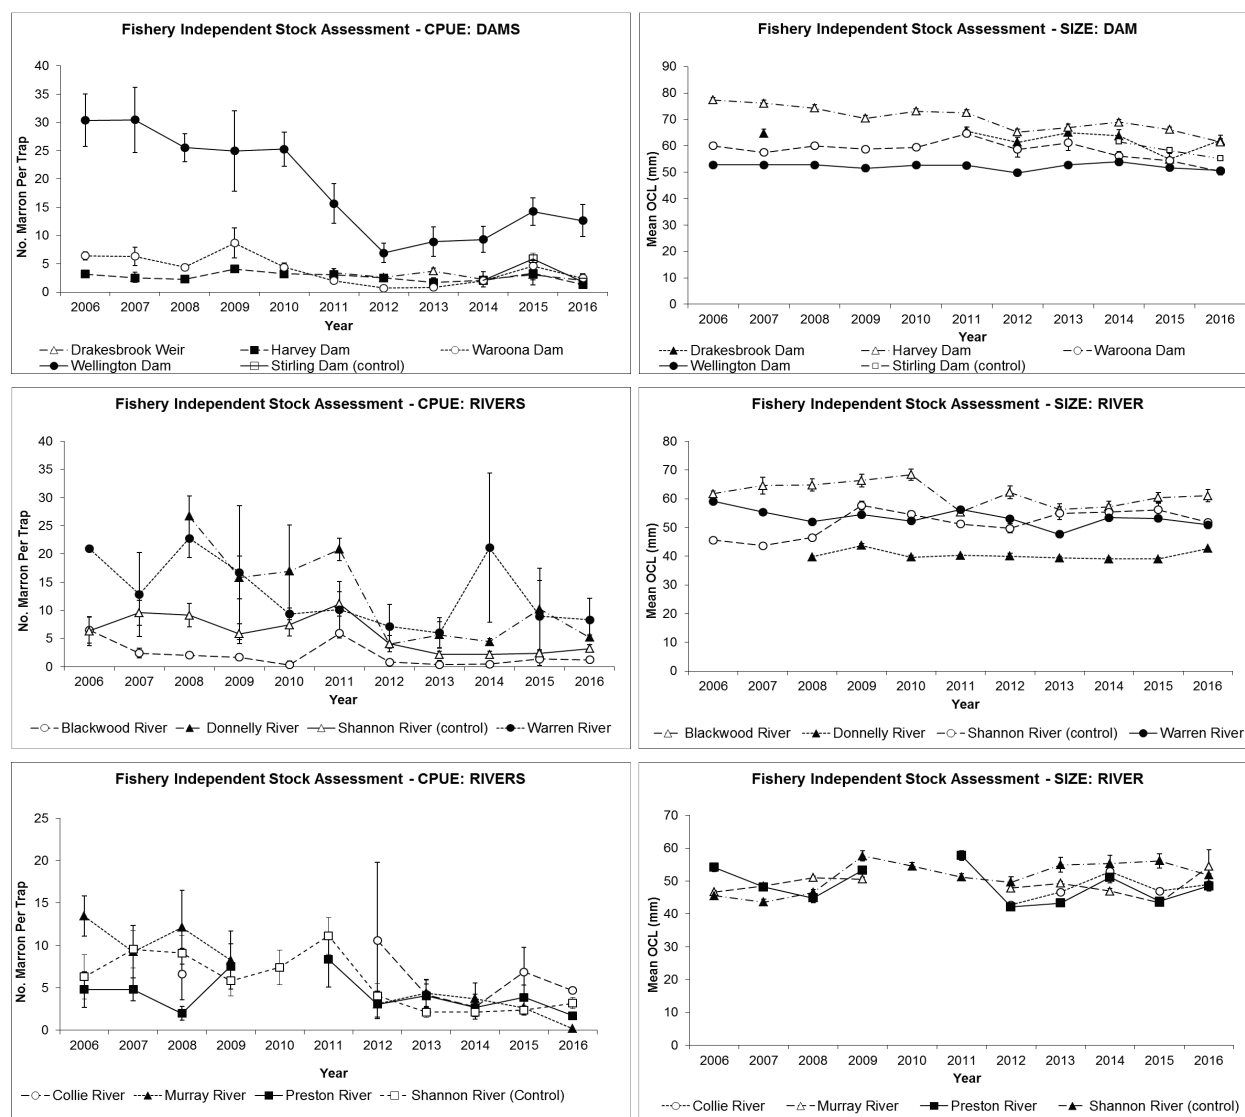 Fishery Independent Stock Assessment - CPUE: DAMS
No. Marron Per Trap
40
35
30
25
20
15
10
5
0
2006 2007 2008 2009 2010 2011 2012 2013 2014 2015 2016
Year
Drakesbrook Weir Harvey Dam Waroona Dam
Wellington Dam Stirling Dam (control)
Fishery Independent Stock Assessment - SIZE: DAM
Mean OCL (mm)
90
80
70
60
50
40
30
20
10
0
2006 2007 2008 2009 2010 2011 2012 2013 2014 2015 2016
Year
Drakesbrook Dam Harvey Dam Waroona Dam
Wellington Dam Stirling Dam (control)
Fishery Independent Stock Assessment - CPUE: RIVERS
No. Marron Per Trap
40
35
30
25
20
15
10
5
0
2006 2007 2008 2009 2010 2011 2012 2013 2014 2015 2016
Year
Blackwood River Donnelly River Shannon River (control) Warren River
Fishery Independent Stock Assessment - SIZE: RIVER
Mean OCL (mm)
80
70
60
50
40
30
20
10
0
2006 2007 2008 2009 2010 2011 2012 2013 2014 2015 2016
Year
Blackwood River Donnelly River Shannon River (control) Warren River
Fishery Independent Stock Assessment - CPUE: RIVERS
No. Marron Per Trap
25
20
15
10
5
0
2006 2007 2008 2009 2010 2011 2012 2013 2014 2015 2016
Year
Collie River Murray River Preston River Shannon River (Control)
Fishery Independent Stock Assessment - SIZE: RIVER
Mean OCL (mm)
70
60
50
40
30
20
10
0
2006 2007 2008 2009 2010 2011 2012 2013 2014 2015 2016
Year
Collie River Murray River Preston River Shannon River (control)